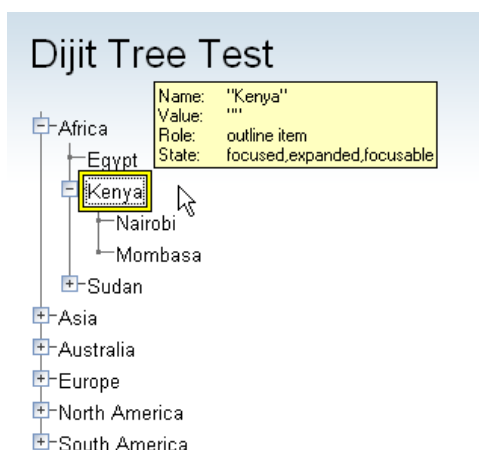 Dijit Tree Test
Name: "Kenya"
Value: ""
Role: outline item
State: focused,expanded,focusable
Africa
Egypt
Kenya
Nairobi
Mombasa
Sudan
Asia
Australia
Europe
North America
South America